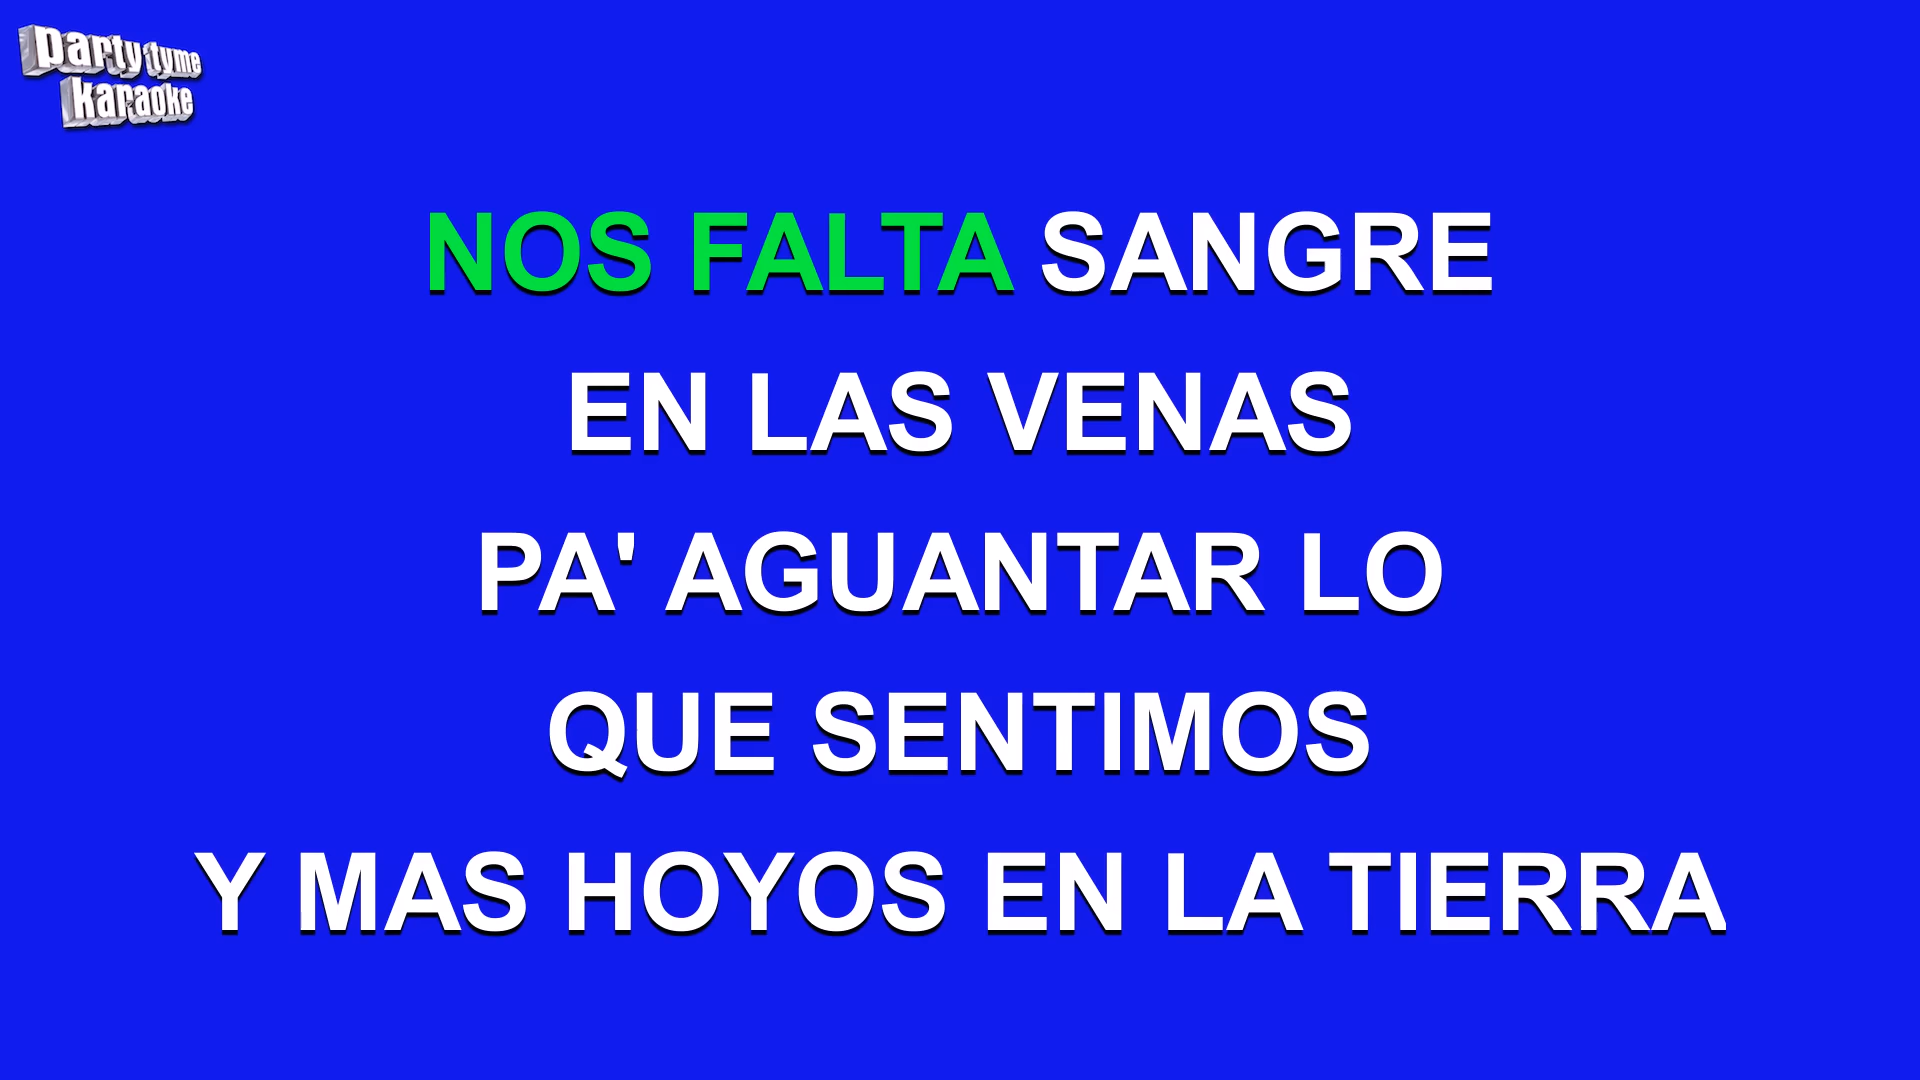 party tyme
karaoke
NOS FALTA SANGRE
EN LAS VENAS
PA' AGUANTAR LO
QUE SENTIMOS
Y MAS HOYOS EN LA TIERRA